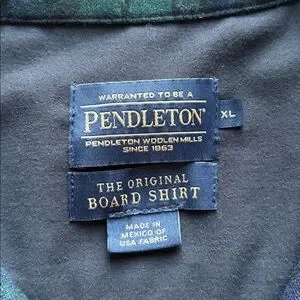 WARRANTED TO BE A
PENDLETON
XL
PENDLETON WOOLEN MILLS
SINCE 1863
THE ORIGINAL
BOARD SHIRT
MADE IN
MEXICO OF
USA FABRIC